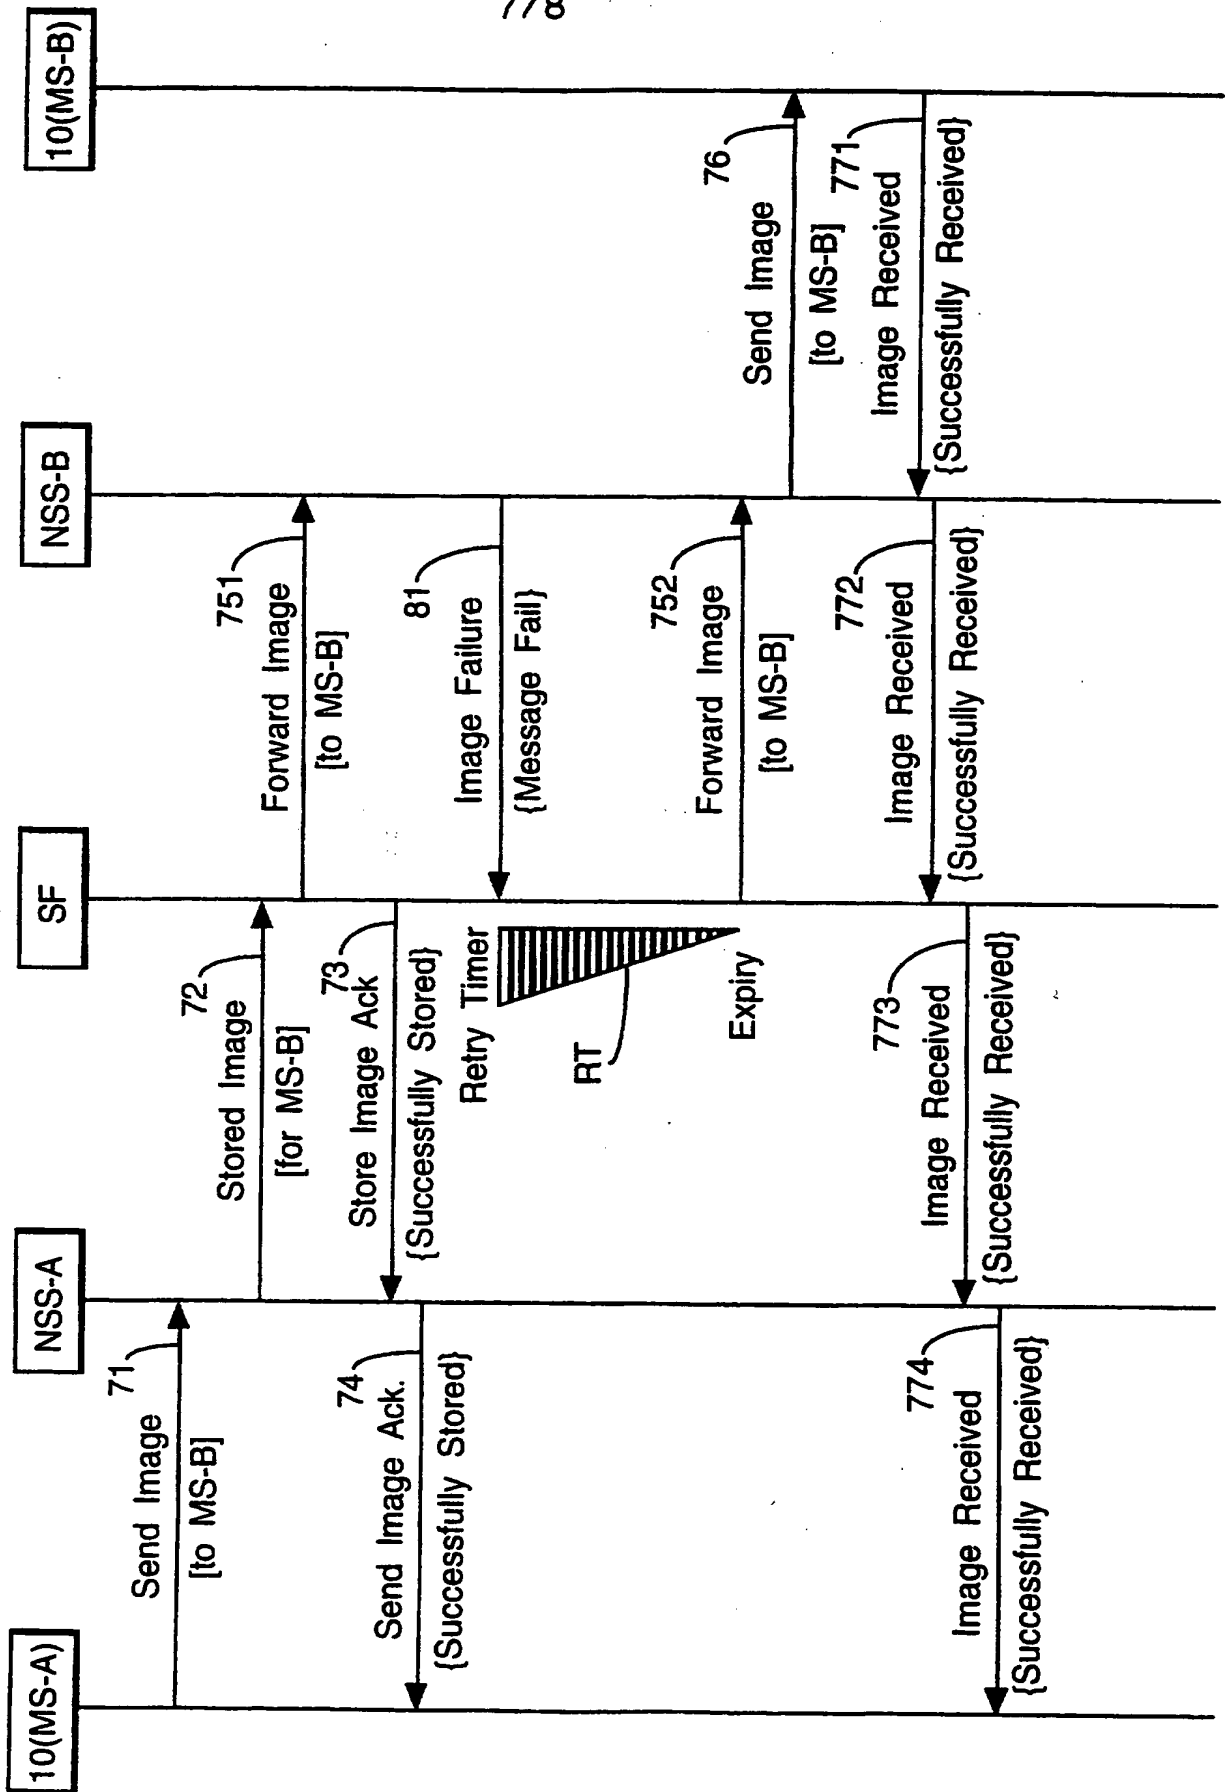 778
10(MS-A)
NSS-A
SF
NSS-B
10(MS-B)
71
Send Image
[to MS-B]
72
Stored Image
[for MS-B]
751
Forward Image
[to MS-B]
73
Store Image Ack
{Successfully Stored}
74
Send Image Ack.
{Successfully Stored}
81
Image Failure
{Message Fail}
Retry Timer
RT
Expiry
752
Forward Image
[to MS-B]
76
Send Image
[to MS-B]
771
Image Received
{Successfully Received}
772
Image Received
{Successfully Received}
773
Image Received
{Successfully Received}
774
Image Received
{Successfully Received}